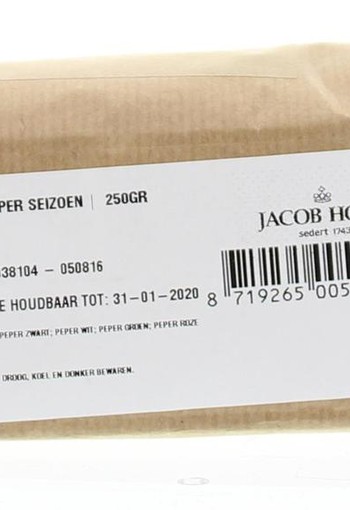 PER SEIZOEN | 250GR
JACOB HO
sedert 1743
38104 - 050816
E HOUDBAAR TOT: 31-01-2020
8 719265 005
PEPER ZWART; PEPER WIT; PEPER GROEN; PEPER ROZE
DROOG, KOEL EN DONKER BEWAREN.